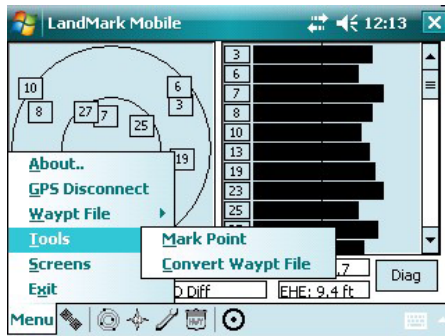 LandMark Mobile
12:13
3
6
7
8
10
13
19
23
25
10
8
27
7
25
6
3
19
About..
GPS Disconnect
Waypt File
Tools
Screens
Exit
Mark Point
Convert Waypt File
.7
D Diff
EHE: 9.4 ft
Diag
Menu